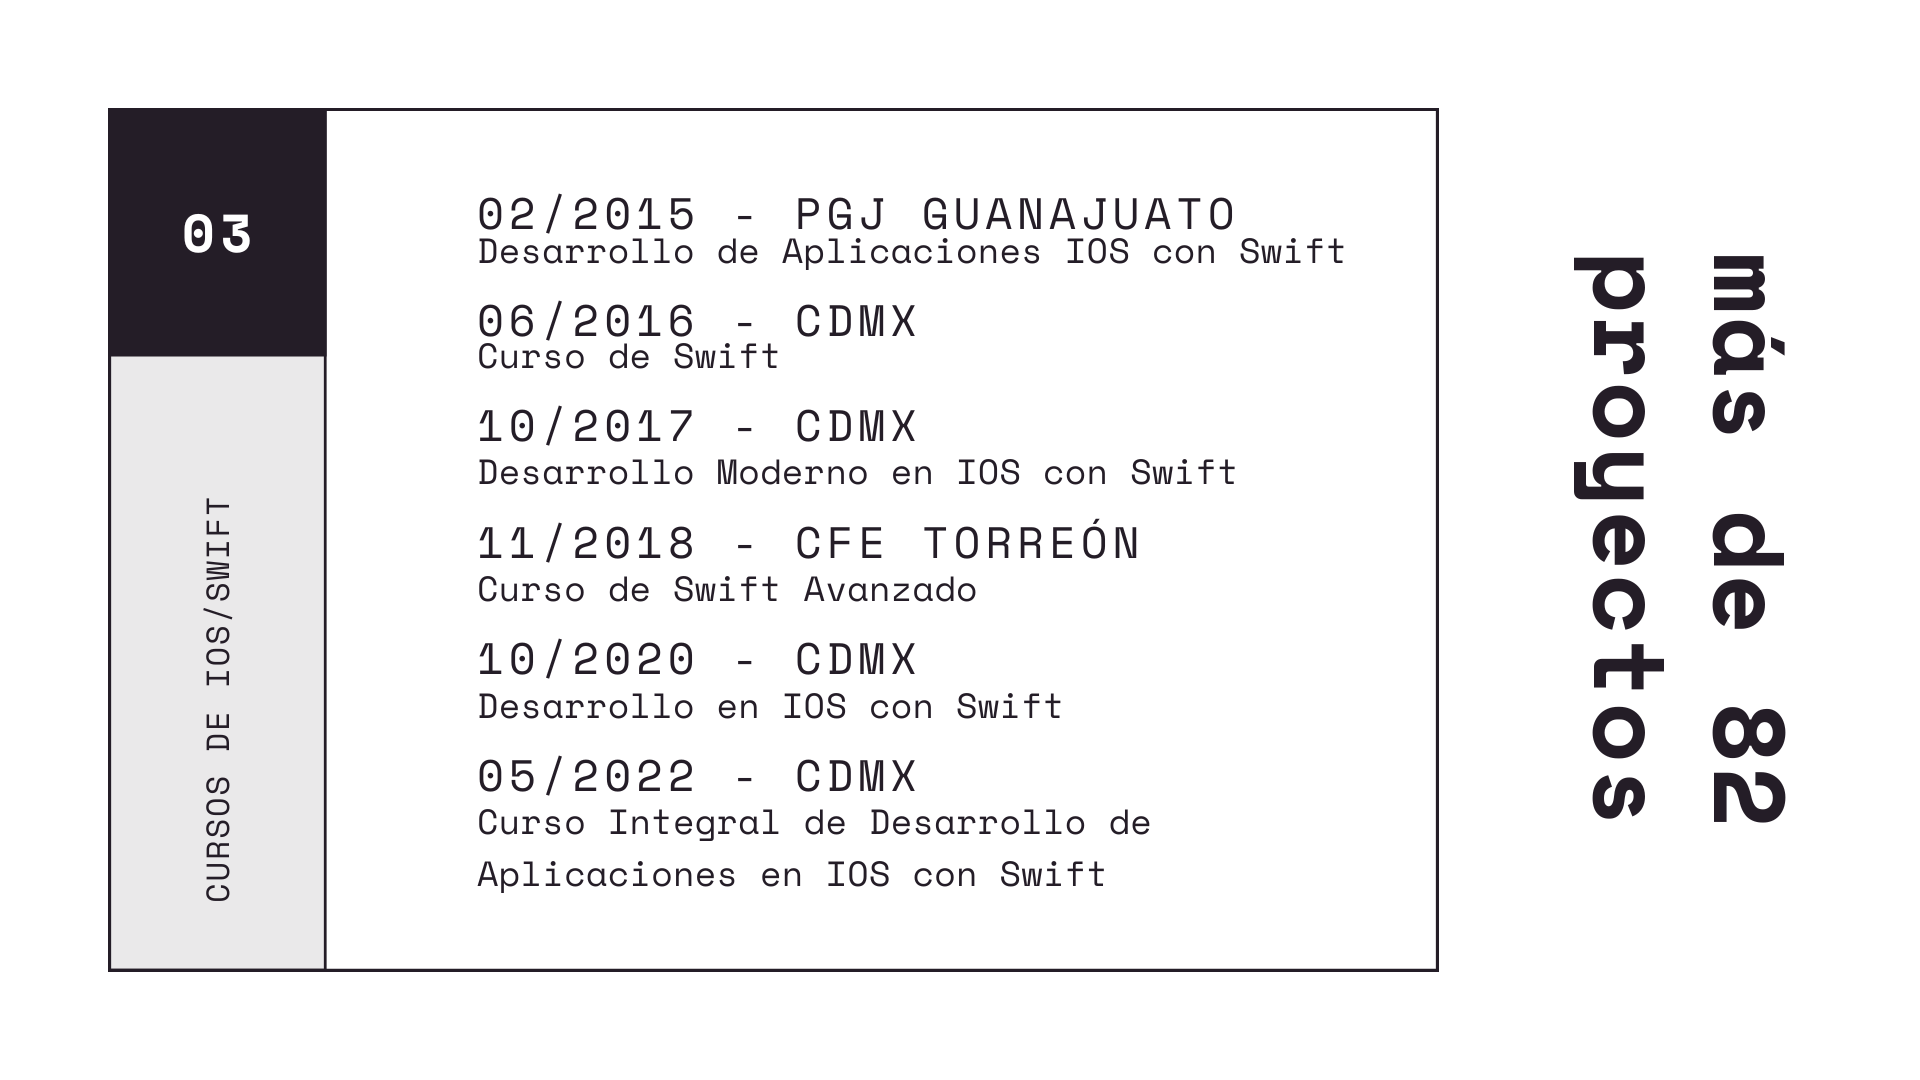 03
CURSOS DE IOS/SWIFT
02/2015 - PGJ GUANAJUATO
Desarrollo de Aplicaciones IOS con Swift
06/2016 - CDMX
Curso de Swift
10/2017 - CDMX
Desarrollo Moderno en IOS con Swift
11/2018 - CFE TORREÓN
Curso de Swift Avanzado
10/2020 - CDMX
Desarrollo en IOS con Swift
05/2022 - CDMX
Curso Integral de Desarrollo de
Aplicaciones en IOS con Swift
más de 82
proyectos